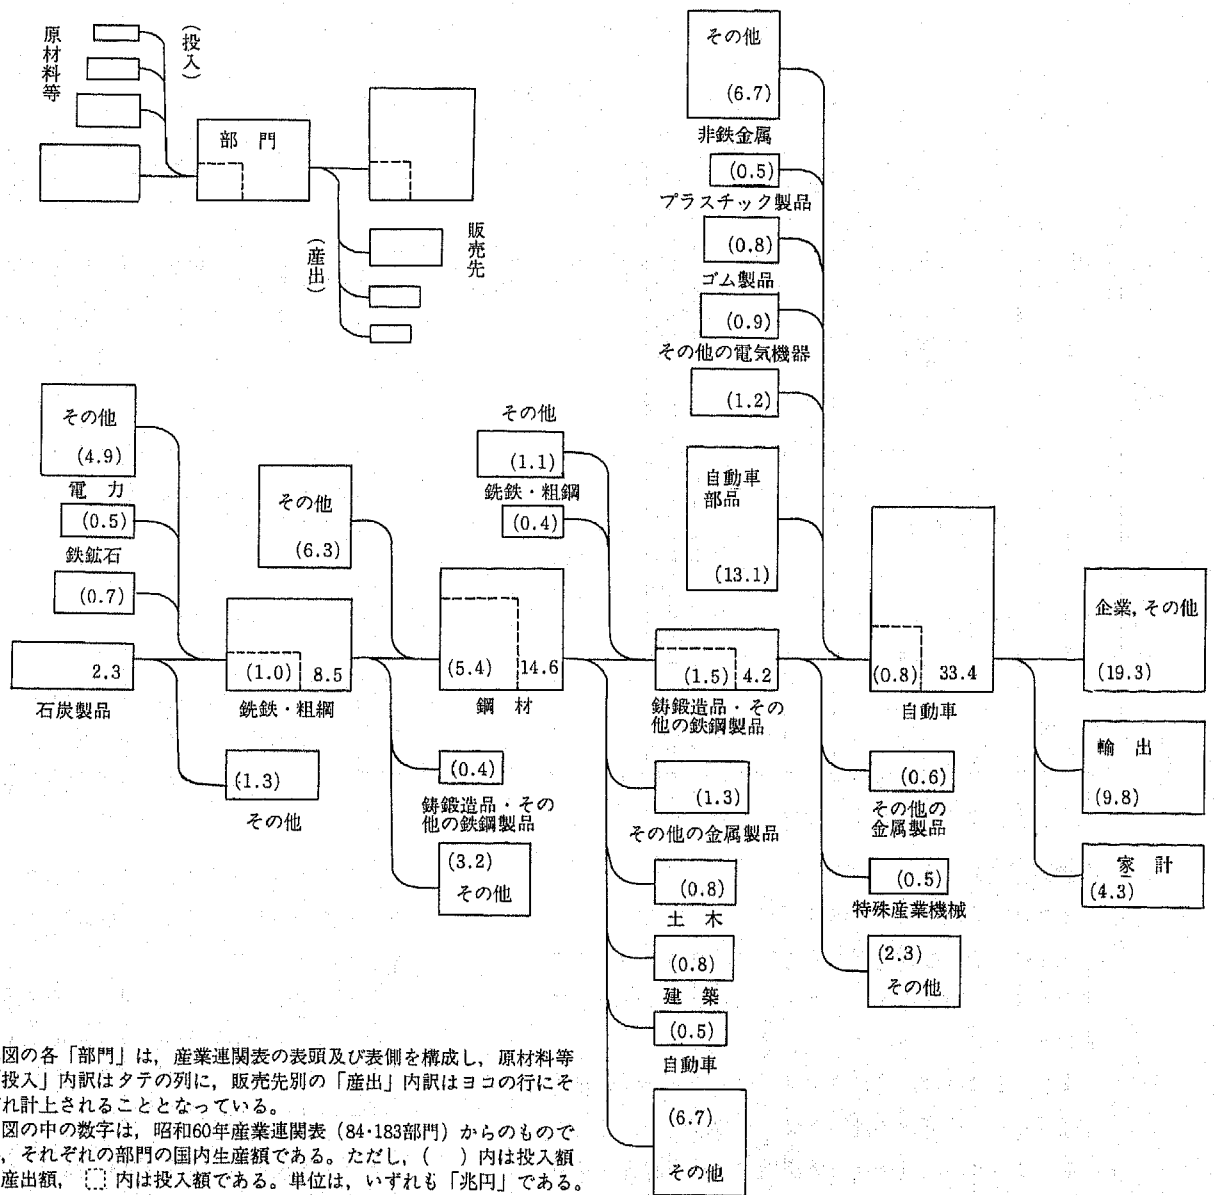 原材料等
(投入)
部 門
(産出)
販売先
その他
(6.7)
非鉄金属
(0.5)
プラスチック製品
(0.8)
ゴム製品
(0.9)
その他の電気機器
(1.2)
自動車
部品
(13.1)
その他
(4.9)
電 力
(0.5)
鉄鉱石
(0.7)
2.3
石炭製品
(1.3)
その他
(1.0) 8.5
銑鉄・粗鋼
その他
(6.3)
(5.4) 14.6
鋼 材
(0.4)
鋳鍛造品・その
他の鉄鋼製品
(3.2)
その他
その他
(1.1)
銑鉄・粗鋼
(0.4)
(1.5) 4.2
鋳鍛造品・その
他の鉄鋼製品
(1.3)
その他の金属製品
(0.8)
土 木
(0.8)
建 築
(0.5)
自動車
(6.7)
その他
(0.8) 33.4
自動車
(0.6)
その他の
金属製品
(0.5)
特殊産業機械
(2.3)
その他
企業,その他
(19.3)
輸 出
(9.8)
家 計
(4.3)
図の各「部門」は,産業連関表の表頭及び表側を構成し,原材料等
投入」内訳はタテの列に,販売先別の「産出」内訳はヨコの行にそ
れ計上されることとなっている。
図の中の数字は,昭和60年産業連関表(84・183部門)からのもので
,それぞれの部門の国内生産額である。ただし,( )内は投入額
産出額, 内は投入額である。単位は,いずれも「兆円」である。